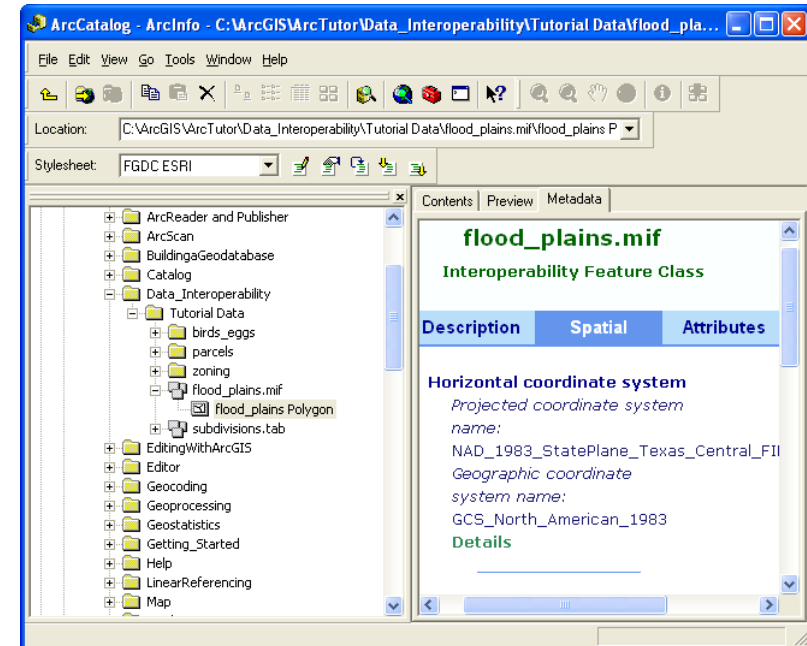 ArcCatalog - ArcInfo - C:\ArcGIS\ArcTutor\Data_Interoperability\Tutorial Data\flood_pla...
File Edit View Go Tools Window Help
Location: C:\ArcGIS\ArcTutor\Data_Interoperability\Tutorial Data\flood_plains.mif\flood_plains P
Stylesheet: FGDC ESRI
Contents Preview Metadata
ArcReader and Publisher
ArcScan
BuildingaGeodatabase
Catalog
Data_Interoperability
Tutorial Data
birds_eggs
parcels
zoning
flood_plains.mif
flood_plains Polygon
subdivisions.tab
EditingWithArcGIS
Editor
Geocoding
Geoprocessing
Geostatistics
Getting_Started
Help
LinearReferencing
Map
flood_plains.mif
Interoperability Feature Class
Description Spatial Attributes
Horizontal coordinate system
Projected coordinate system
name:
NAD_1983_StatePlane_Texas_Central_FI
Geographic coordinate
system name:
GCS_North_American_1983
Details